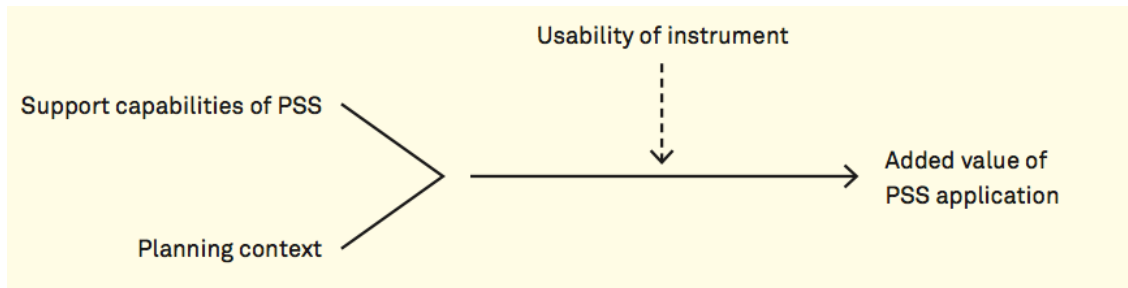 Usability of instrument
Support capabilities of PSS
Added value of
PSS application
Planning context